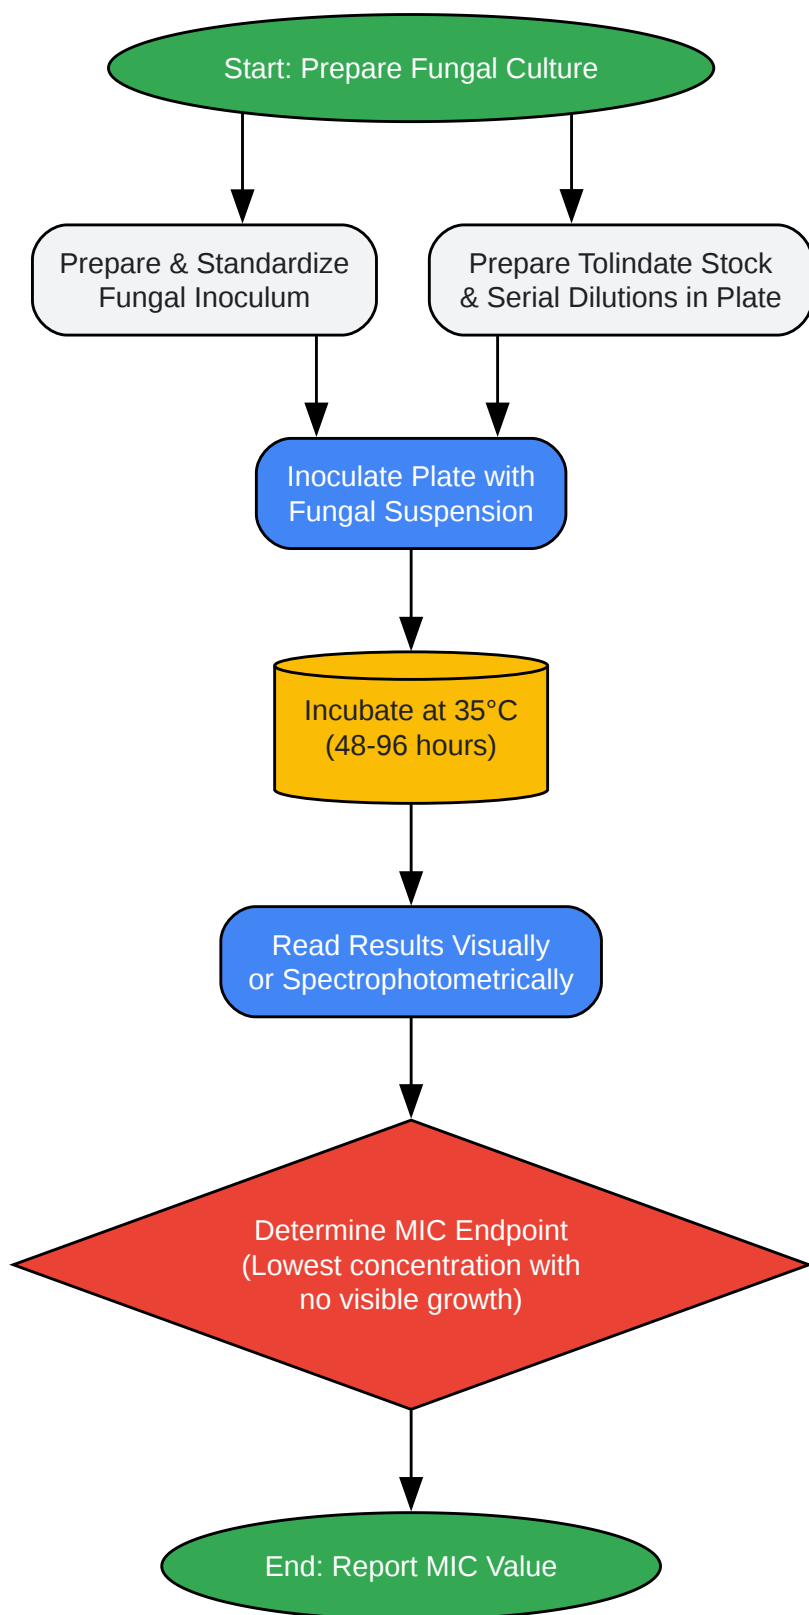 Start: Prepare Fungal Culture
Prepare & Standardize
Fungal Inoculum
Prepare Tolindate Stock
& Serial Dilutions in Plate
Inoculate Plate with
Fungal Suspension
Incubate at 35°C
(48-96 hours)
Read Results Visually
or Spectrophotometrically
Determine MIC Endpoint
(Lowest concentration with
no visible growth)
End: Report MIC Value